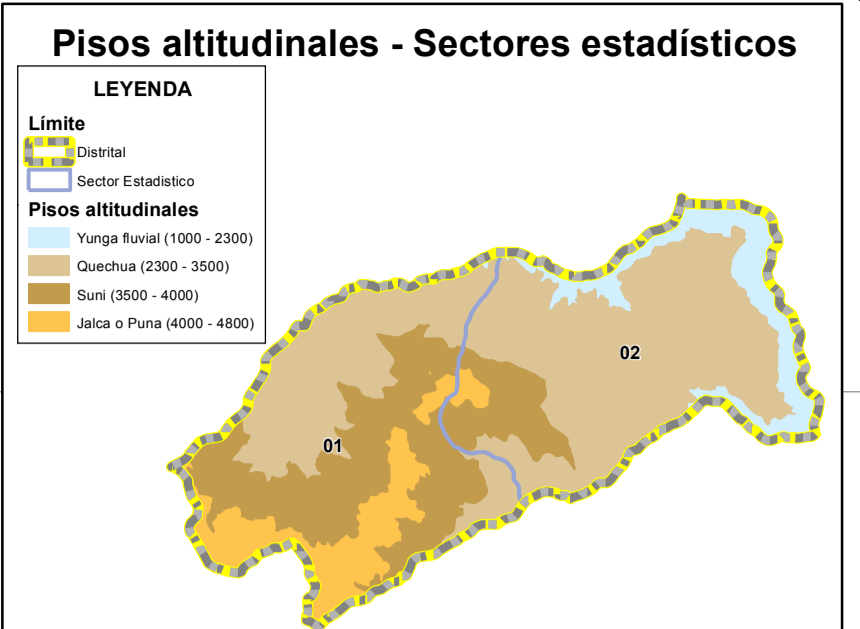 Pisos altitudinales - Sectores estadísticos
LEYENDA
Límite
Distrital
Sector Estadistico
Pisos altitudinales
Yunga fluvial (1000 - 2300)
Quechua (2300 - 3500)
Suni (3500 - 4000)
Jalca o Puna (4000 - 4800)
02
01